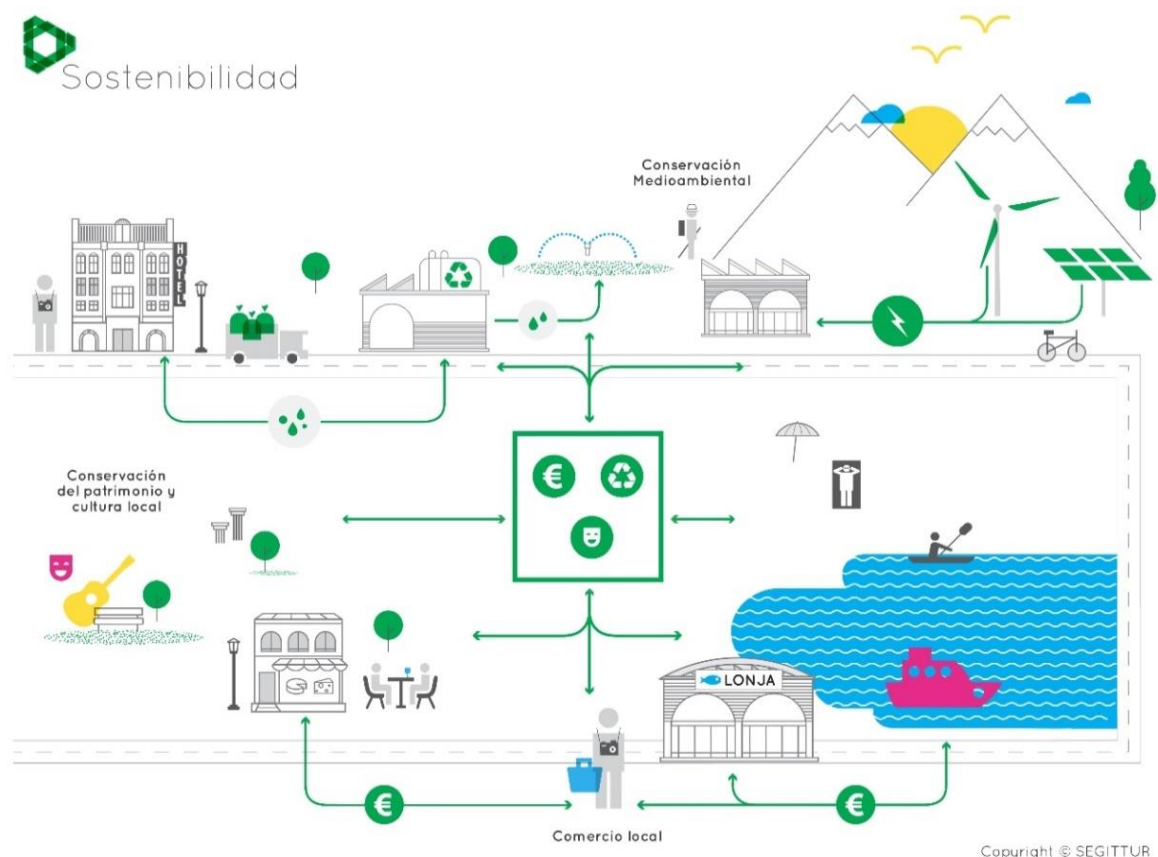 Sostenibilidad
Conservación
Medioambiental
HOTEL
Conservación
del patrimonio y
cultura local
€
LONJA
€
€
Comercio local
Copyright © SEGITTUR